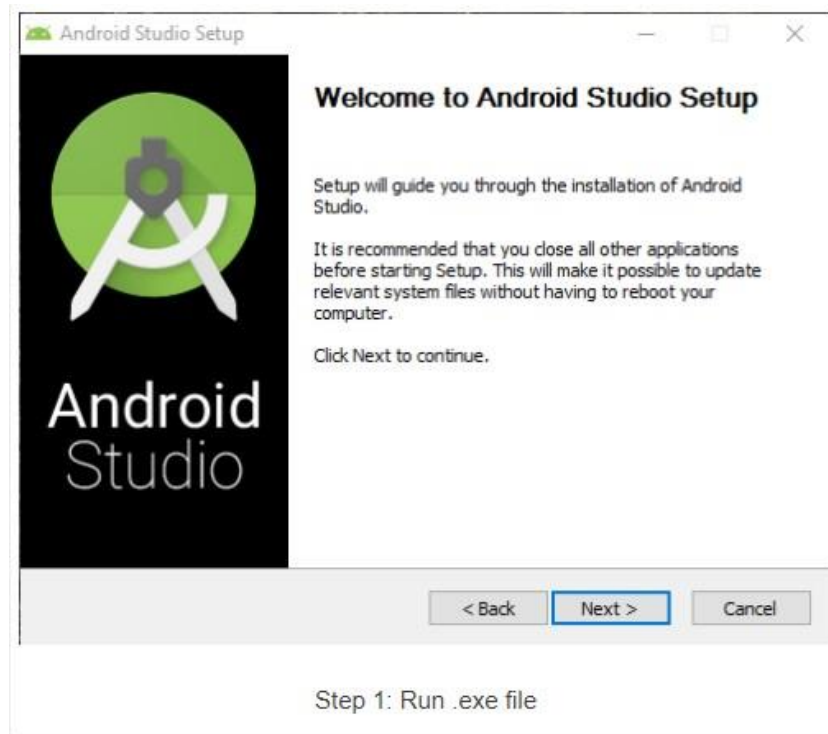 Android Studio Setup
Welcome to Android Studio Setup
Setup will guide you through the installation of Android
Studio.
It is recommended that you close all other applications
before starting Setup. This will make it possible to update
relevant system files without having to reboot your
computer.
Click Next to continue.
Android
Studio
< Back Next > Cancel
Step 1: Run .exe file